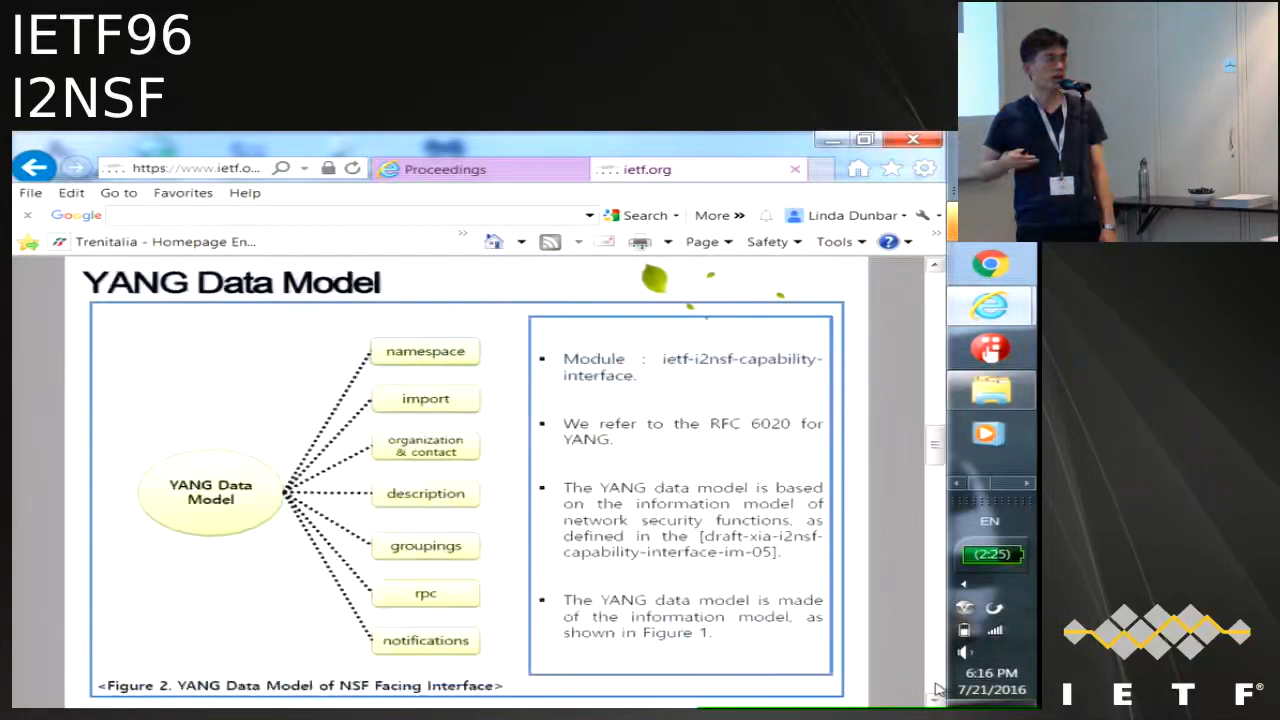 IETF96
I2NSF
https://www.ietf.o...
Proceedings
ietf.org
File Edit Go to Favorites Help
Google
Search
More »
Linda Dunbar
Trenitalia - Homepage En...
Page
Safety
Tools
YANG Data Model
YANG Data
Model
namespace
import
organization
& contact
description
groupings
rpc
notifications
▪ Module : ietf-i2nsf-capability-
interface.
▪ We refer to the RFC 6020 for
YANG.
▪ The YANG data model is based
on the information model of
network security functions, as
defined in the [draft-xia-i2nsf-
capability-interface-im-05].
▪ The YANG data model is made
of the information model, as
shown in Figure 1.
<Figure 2. YANG Data Model of NSF Facing Interface>
EN
(2:25)
6:16 PM
7/21/2016
I E T F®